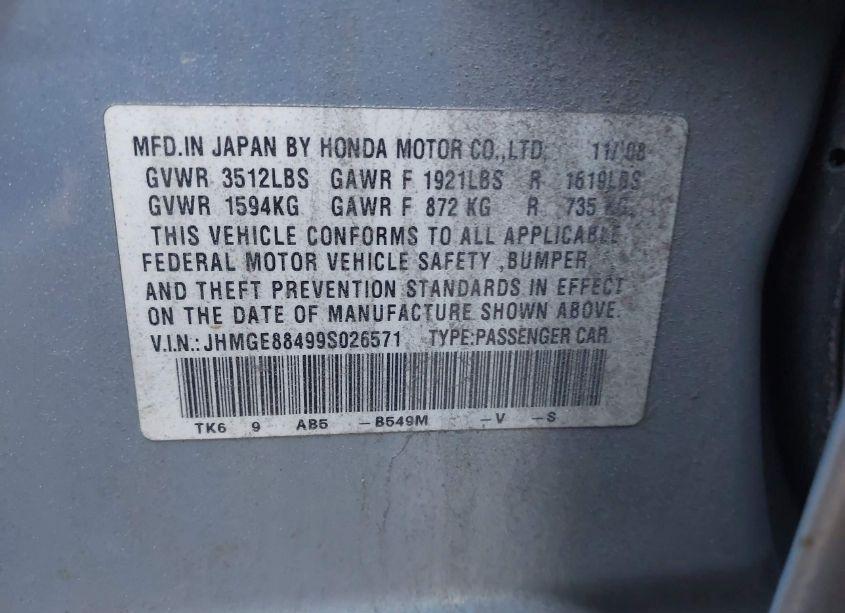 MFD.IN JAPAN BY HONDA MOTOR CO.,LTD. 11/'08
GVWR 3512LBS GAWR F 1921LBS R 1619LBS
GVWR 1594KG GAWR F 872 KG R 735 KG
THIS VEHICLE CONFORMS TO ALL APPLICABLE
FEDERAL MOTOR VEHICLE SAFETY ,BUMPER
AND THEFT PREVENTION STANDARDS IN EFFECT
ON THE DATE OF MANUFACTURE SHOWN ABOVE.
V.I.N.:JHMGE88499S026571 TYPE:PASSENGER CAR
TK6 9 AB5 -B549M -V -S